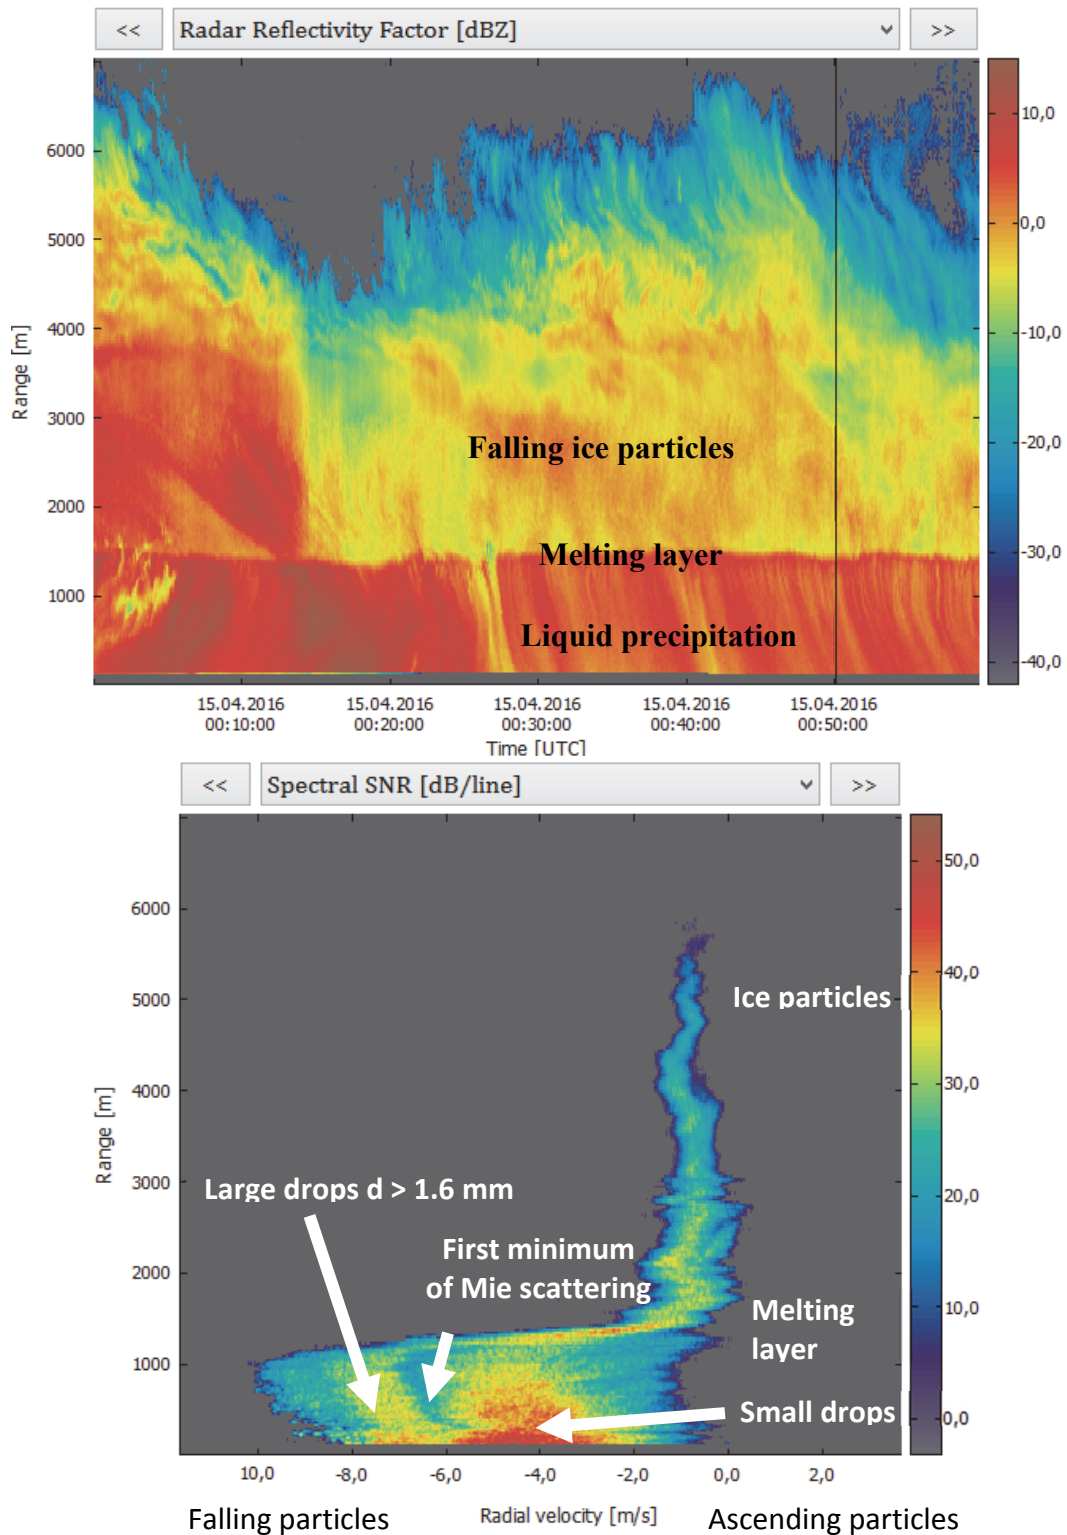 << Radar Reflectivity Factor [dBZ] >>
10,0
0,0
-10,0
-20,0
-30,0
-40,0
6000
5000
4000
3000
2000
1000
Range [m]
Falling ice particles
Melting layer
Liquid precipitation
15.04.2016 15.04.2016 15.04.2016 15.04.2016 15.04.2016
00:10:00 00:20:00 00:30:00 00:40:00 00:50:00
Time [UTC]
<< Spectral SNR [dB/line] >>
50,0
40,0
30,0
20,0
10,0
0,0
6000
5000
4000
3000
2000
1000
Range [m]
Ice particles
Large drops d > 1.6 mm
First minimum
of Mie scattering
Melting
layer
Small drops
10,0 -8,0 -6,0 -4,0 -2,0 0,0 2,0
Falling particles Radial velocity [m/s] Ascending particles